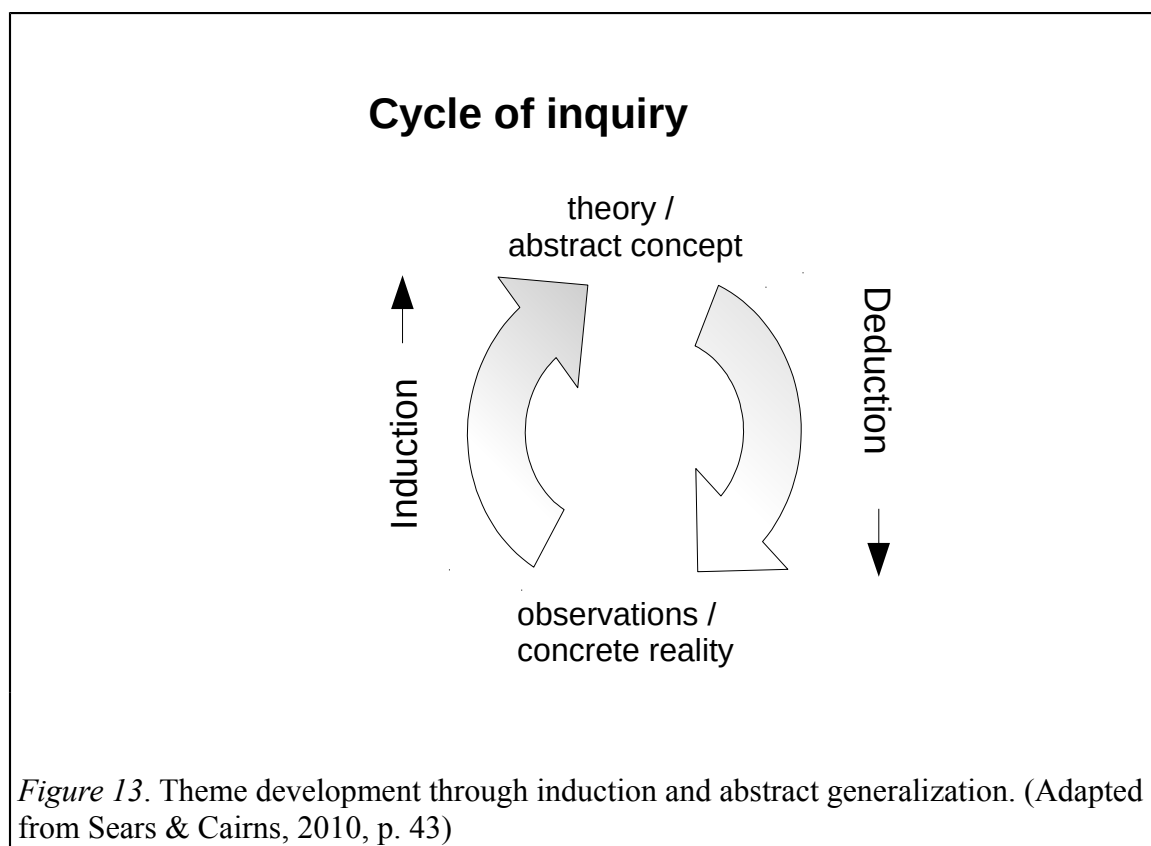 Cycle of inquiry
theory /
abstract concept
Induction
Deduction
observations /
concrete reality
Figure 13. Theme development through induction and abstract generalization. (Adapted
from Sears & Cairns, 2010, p. 43)